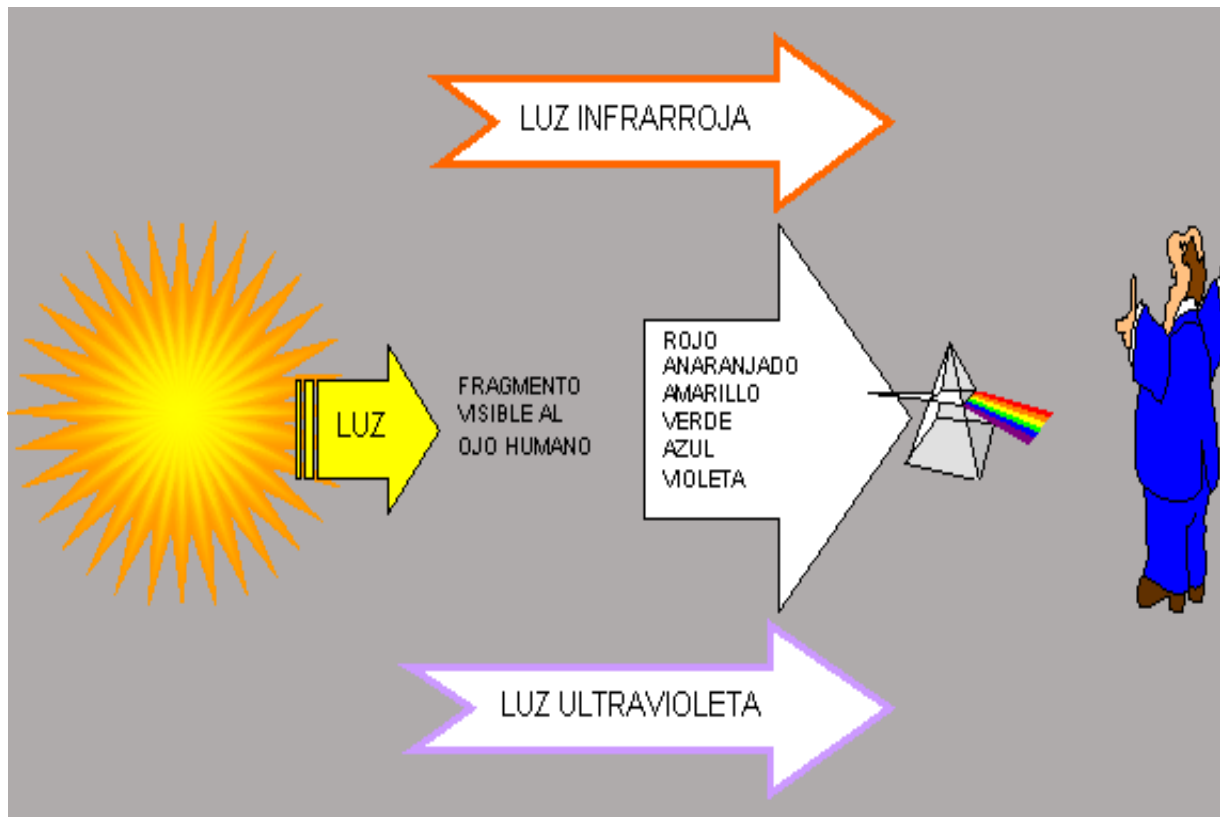 LUZ INFRARROJA
LUZ
FRAGMENTO
VISIBLE AL
OJO HUMANO
ROJO
ANARANJADO
AMARILLO
VERDE
AZUL
VIOLETA
LUZ ULTRAVIOLETA